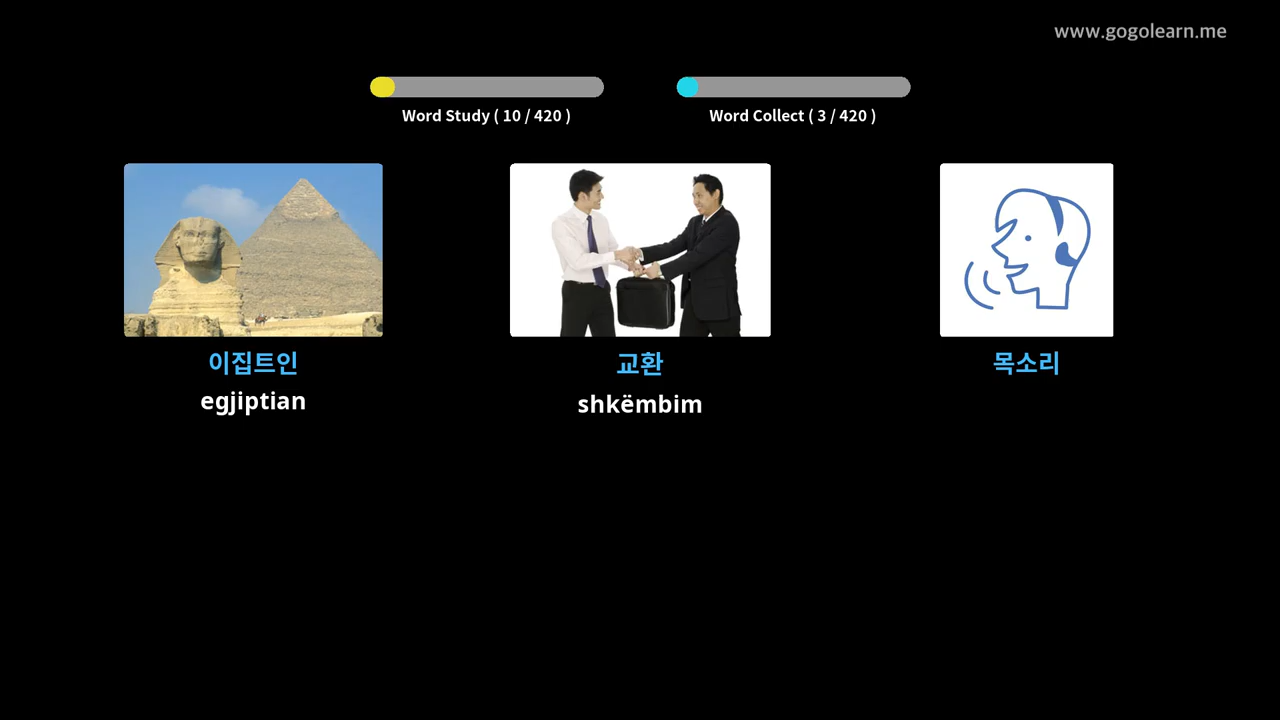 www.gogolearn.me
Word Study ( 10 / 420 )
Word Collect ( 3 / 420 )
이집트인
교환
목소리
egjiptian
shkëmbim